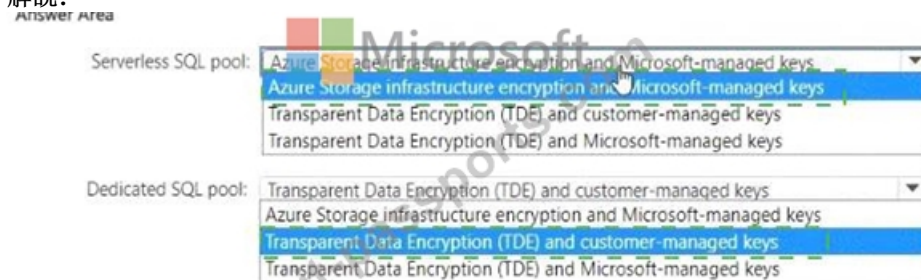 解説:
Answer Area
Microsoft
Serverless SQL pool: Azure Storage infrastructure encryption and Microsoft-managed keys
Azure Storage infrastructure encryption and Microsoft-managed keys
Transparent Data Encryption (TDE) and customer-managed keys
Transparent Data Encryption (TDE) and Microsoft-managed keys
Dedicated SQL pool: Transparent Data Encryption (TDE) and customer-managed keys
Azure Storage infrastructure encryption and Microsoft-managed keys
Transparent Data Encryption (TDE) and customer-managed keys
Transparent Data Encryption (TDE) and Microsoft-managed keys